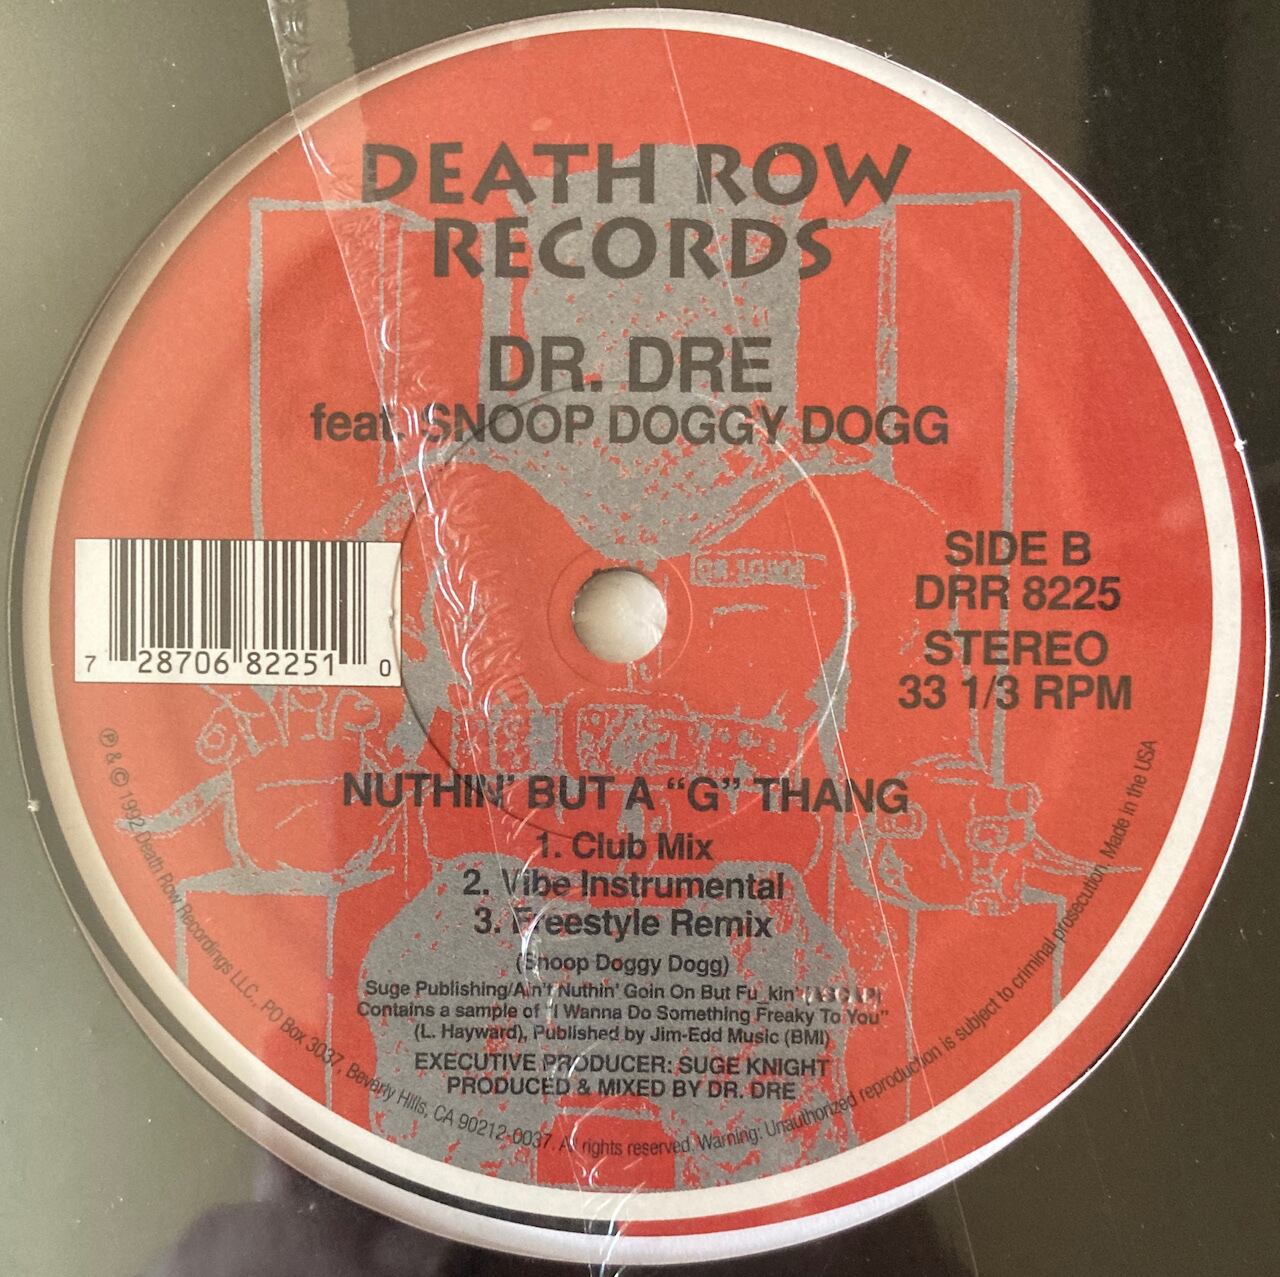 DEATH ROW
RECORDS
DR. DRE
feat. SNOOP DOGGY DOGG
SIDE B
DRR 8225
STEREO
33 1/3 RPM
7 28706 82251 0
NUTHIN' BUT A “G” THANG
1. Club Mix
2. Vibe Instrumental
3. Freestyle Remix
(Snoop Doggy Dogg)
Suge Publishing/Ain't Nuthin' Goin On But Fu_kin' (ASCAP)
Contains a sample of "I Wanna Do Something Freaky To You"
(L. Hayward), Published by Jim-Edd Music (BMI)
EXECUTIVE PRODUCER: SUGE KNIGHT
PRODUCED & MIXED BY DR. DRE
℗ & © 1992 Death Row Recordings LLC., PO Box 3037, Beverly Hills, CA 90212-0037. All rights reserved. Warning: Unauthorized reproduction is subject to criminal prosecution. Made in the USA